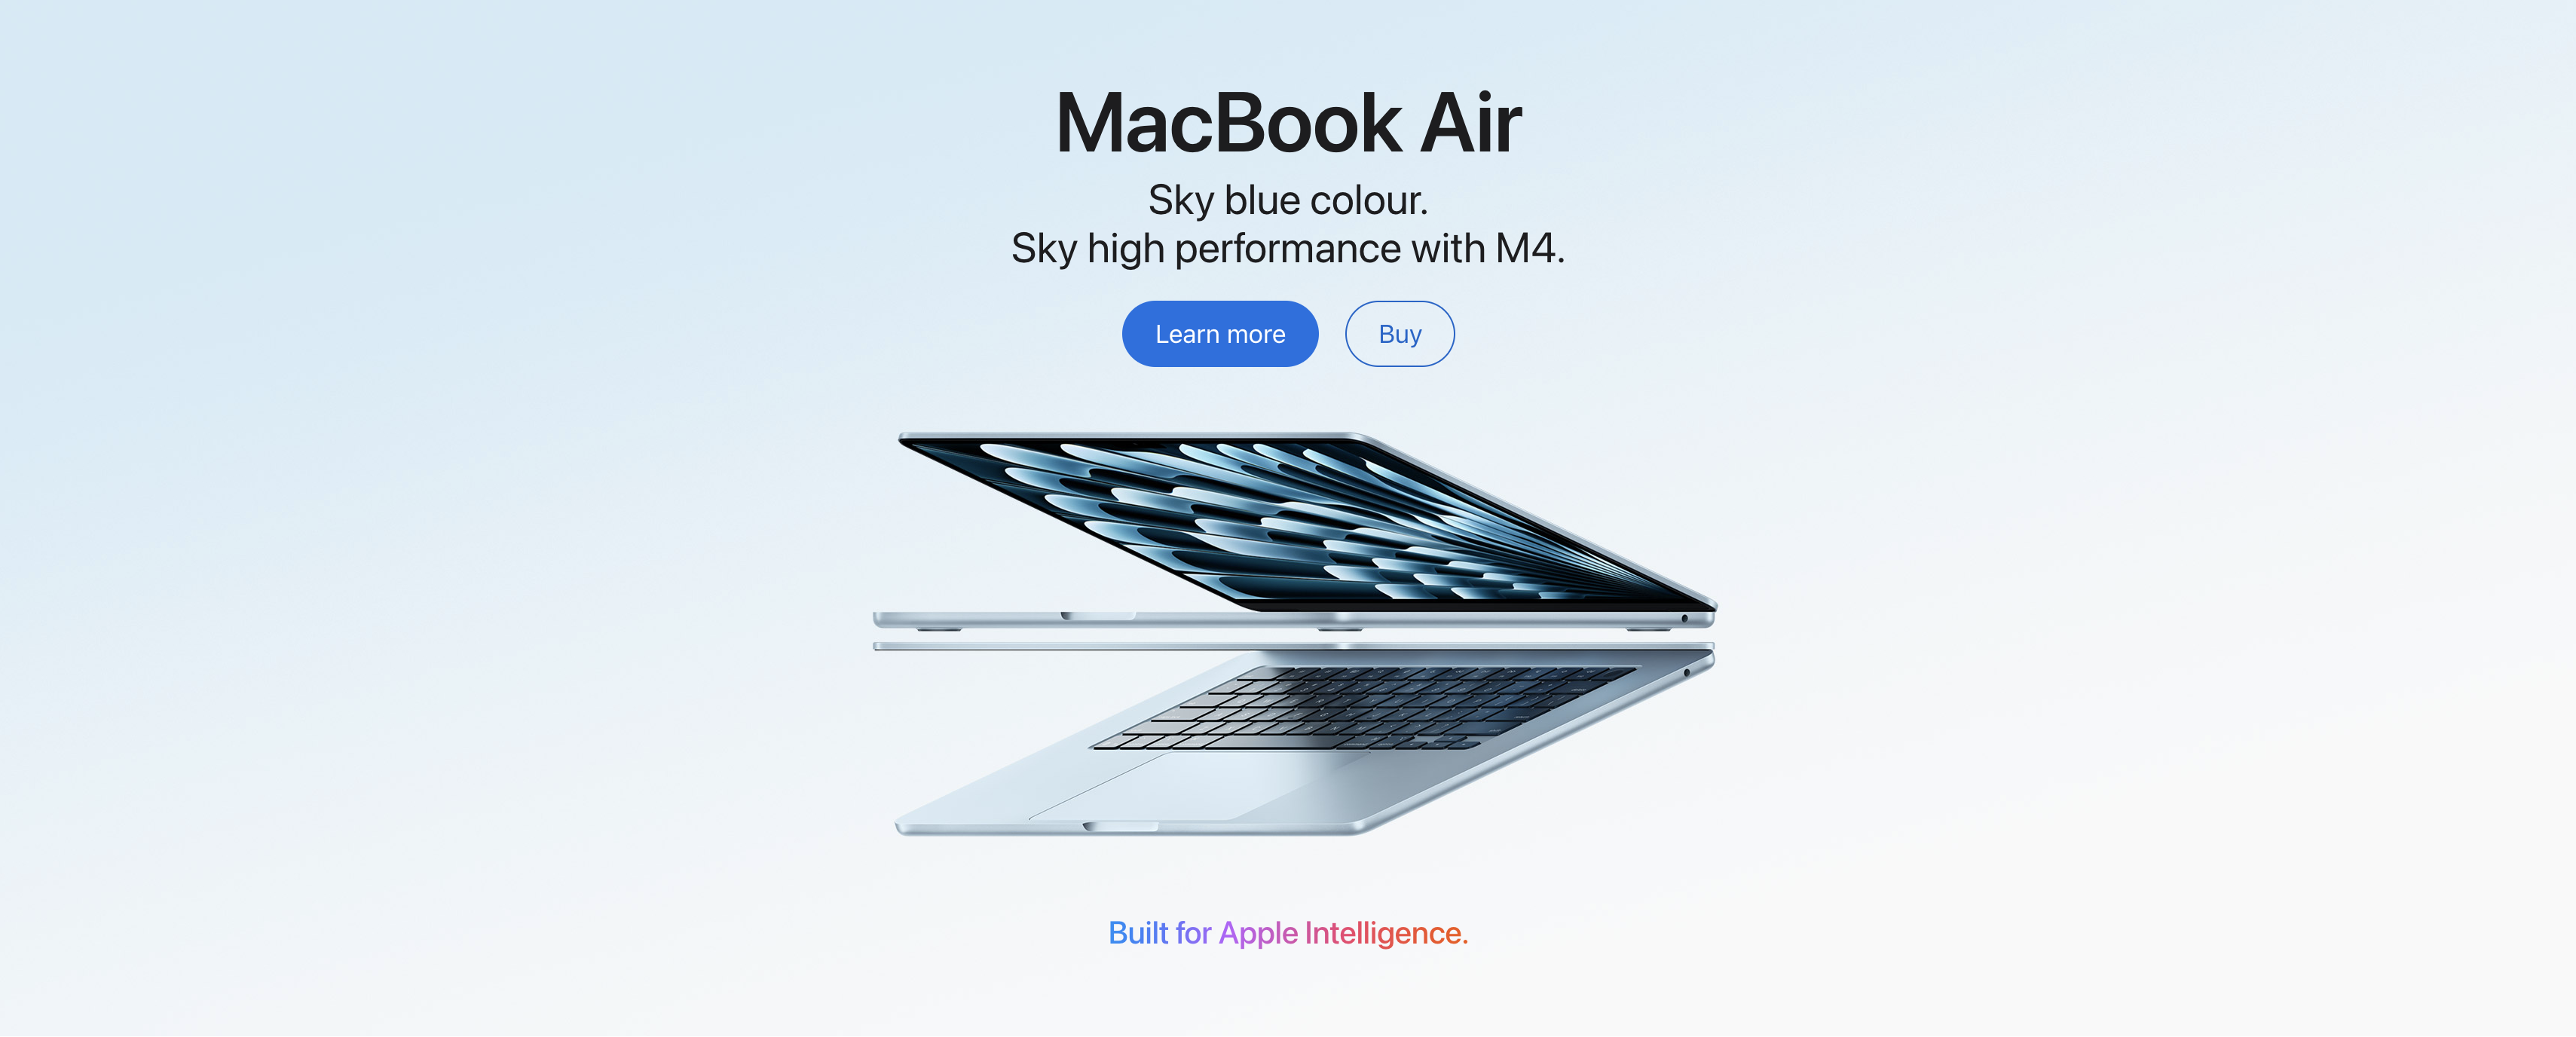 MacBook Air
Sky blue colour.
Sky high performance with M4.
Learn more
Buy
Built for Apple Intelligence.